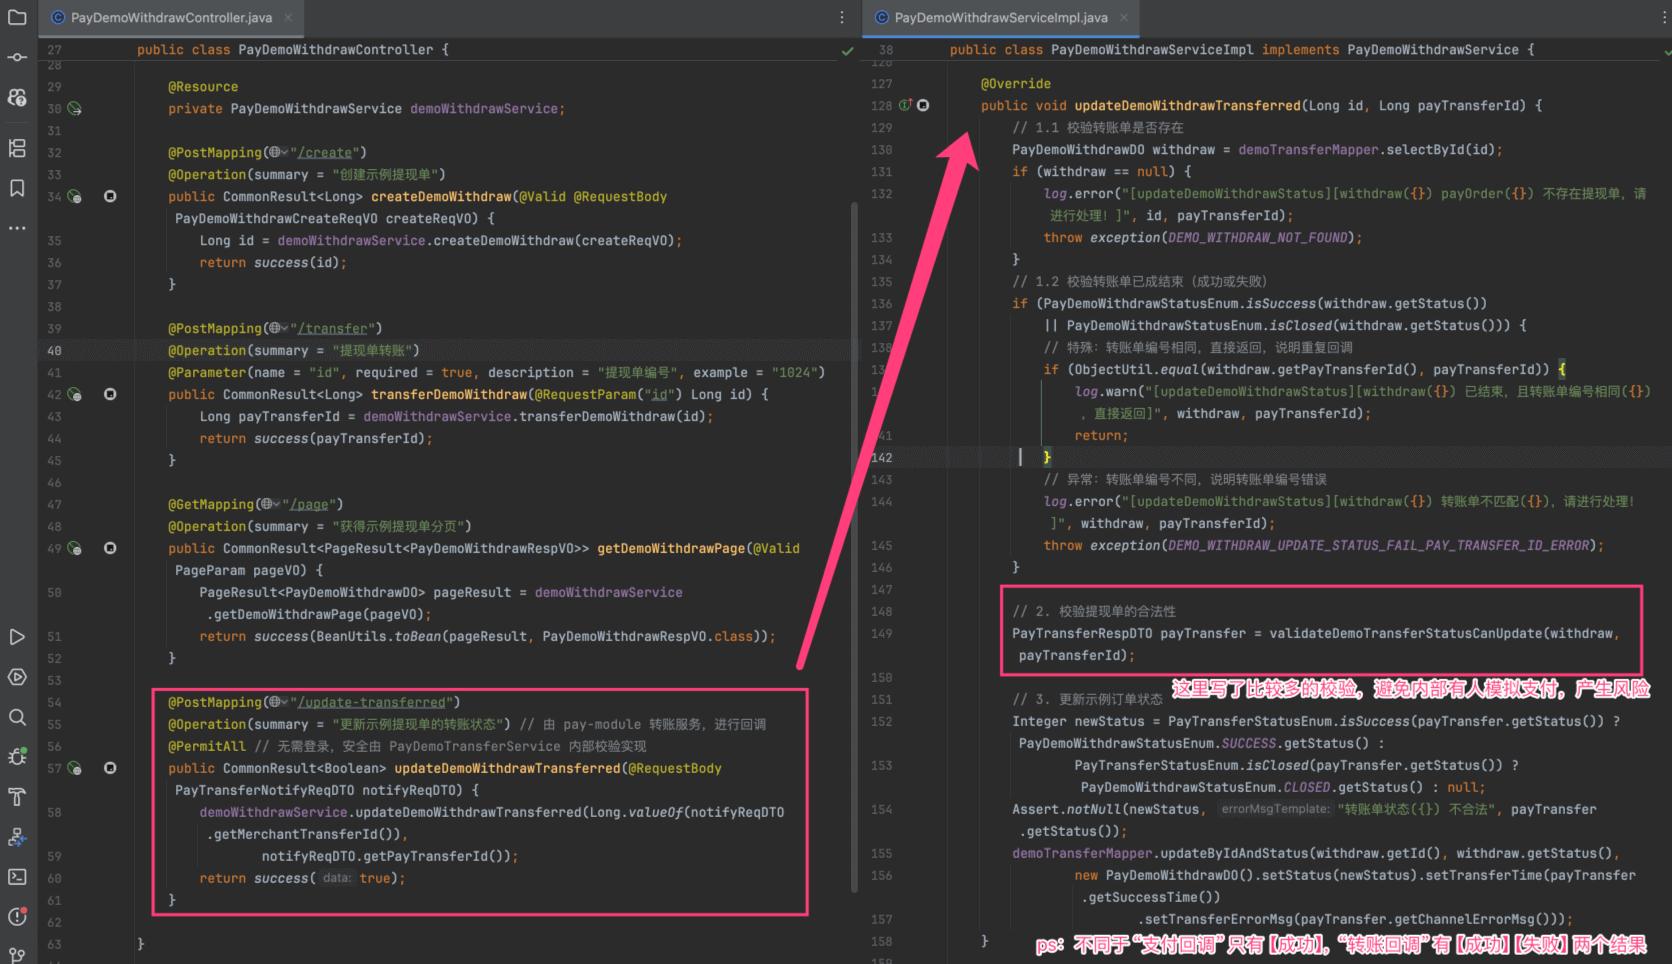 PayDemoWithdrawController.java
27 public class PayDemoWithdrawController {
28
29 @Resource
30 private PayDemoWithdrawService demoWithdrawService;
31
32 @PostMapping("/create")
33 @Operation(summary = "创建示例提现单")
34 public CommonResult<Long> createDemoWithdraw(@Valid @RequestBody
PayDemoWithdrawCreateReqVO createReqVO) {
35 Long id = demoWithdrawService.createDemoWithdraw(createReqVO);
36 return success(id);
37 }
38
39 @PostMapping("/transfer")
40 @Operation(summary = "提现单转账")
41 @Parameter(name = "id", required = true, description = "提现单编号", example = "1024")
42 public CommonResult<Long> transferDemoWithdraw(@RequestParam("id") Long id) {
43 Long payTransferId = demoWithdrawService.transferDemoWithdraw(id);
44 return success(payTransferId);
45 }
46
47 @GetMapping("/page")
48 @Operation(summary = "获得示例提现单分页")
49 public CommonResult<PageResult<PayDemoWithdrawRespVO>> getDemoWithdrawPage(@Valid
PageParam pageVO) {
50 PageResult<PayDemoWithdrawDO> pageResult = demoWithdrawService
.getDemoWithdrawPage(pageVO);
51 return success(BeanUtils.toBean(pageResult, PayDemoWithdrawRespVO.class));
52 }
53
54 @PostMapping("/update-transferred")
55 @Operation(summary = "更新示例提现单的转账状态") // 由 pay-module 转账服务，进行回调
56 @PermitAll // 无需登录，安全由 PayDemoTransferService 内部校验实现
57 public CommonResult<Boolean> updateDemoWithdrawTransferred(@RequestBody
PayTransferNotifyReqDTO notifyReqDTO) {
58 demoWithdrawService.updateDemoWithdrawTransferred(Long.valueOf(notifyReqDTO
.getMerchantTransferId()),
59 notifyReqDTO.getPayTransferId());
60 return success( data: true);
61 }
62
63 }
PayDemoWithdrawServiceImpl.java
38 public class PayDemoWithdrawServiceImpl implements PayDemoWithdrawService {
126
127 @Override
128 public void updateDemoWithdrawTransferred(Long id, Long payTransferId) {
129 // 1.1 校验转账单是否存在
130 PayDemoWithdrawDO withdraw = demoTransferMapper.selectById(id);
131 if (withdraw == null) {
132 log.error("[updateDemoWithdrawStatus][withdraw({}) payOrder({}) 不存在提现单，请
进行处理！]", id, payTransferId);
133 throw exception(DEMO_WITHDRAW_NOT_FOUND);
134 }
135 // 1.2 校验转账单已成结束（成功或失败）
136 if (PayDemoWithdrawStatusEnum.isSuccess(withdraw.getStatus())
137 || PayDemoWithdrawStatusEnum.isClosed(withdraw.getStatus())) {
138 // 特殊：转账单编号相同，直接返回，说明重复回调
if (ObjectUtil.equal(withdraw.getPayTransferId(), payTransferId)) {
log.warn("[updateDemoWithdrawStatus][withdraw({}) 已结束，且转账单编号相同({})
，直接返回]", withdraw, payTransferId);
41 return;
142 }
143 // 异常：转账单编号不同，说明转账单编号错误
144 log.error("[updateDemoWithdrawStatus][withdraw({}) 转账单不匹配({})，请进行处理！
]", withdraw, payTransferId);
145 throw exception(DEMO_WITHDRAW_UPDATE_STATUS_FAIL_PAY_TRANSFER_ID_ERROR);
146 }
147
148 // 2. 校验提现单的合法性
149 PayTransferRespDTO payTransfer = validateDemoTransferStatusCanUpdate(withdraw,
payTransferId);
150
这里写了比较多的校验，避免内部有人模拟支付，产生风险
151 // 3. 更新示例订单状态
152 Integer newStatus = PayTransferStatusEnum.isSuccess(payTransfer.getStatus()) ?
PayDemoWithdrawStatusEnum.SUCCESS.getStatus() :
153 PayTransferStatusEnum.isClosed(payTransfer.getStatus()) ?
PayDemoWithdrawStatusEnum.CLOSED.getStatus() : null;
154 Assert.notNull(newStatus, errorMsgTemplate: "转账单状态({}) 不合法", payTransfer
.getStatus());
155 demoTransferMapper.updateByIdAndStatus(withdraw.getId(), withdraw.getStatus(),
156 new PayDemoWithdrawDO().setStatus(newStatus).setTransferTime(payTransfer
.getSuccessTime())
157 .setTransferErrorMsg(payTransfer.getChannelErrorMsg()));
158 }
ps：不同于“支付回调”只有【成功】，“转账回调”有【成功】【失败】两个结果